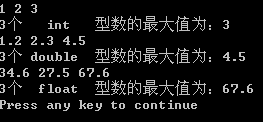 1 2 3
3个    int    型数的最大值为: 3
1.2 2.3 4.5
3个 double  型数的最大值为: 4.5
34.6 27.5 67.6
3个  float  型数的最大值为: 67.6
Press any key to continue